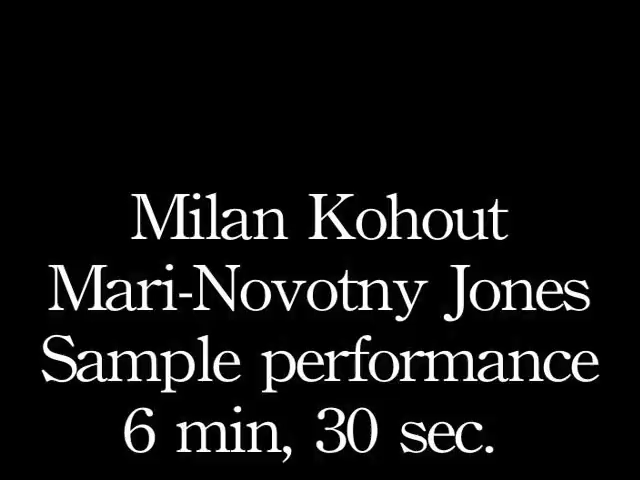 Milan Kohout
Mari-Novotny Jones
Sample performance
6 min, 30 sec.